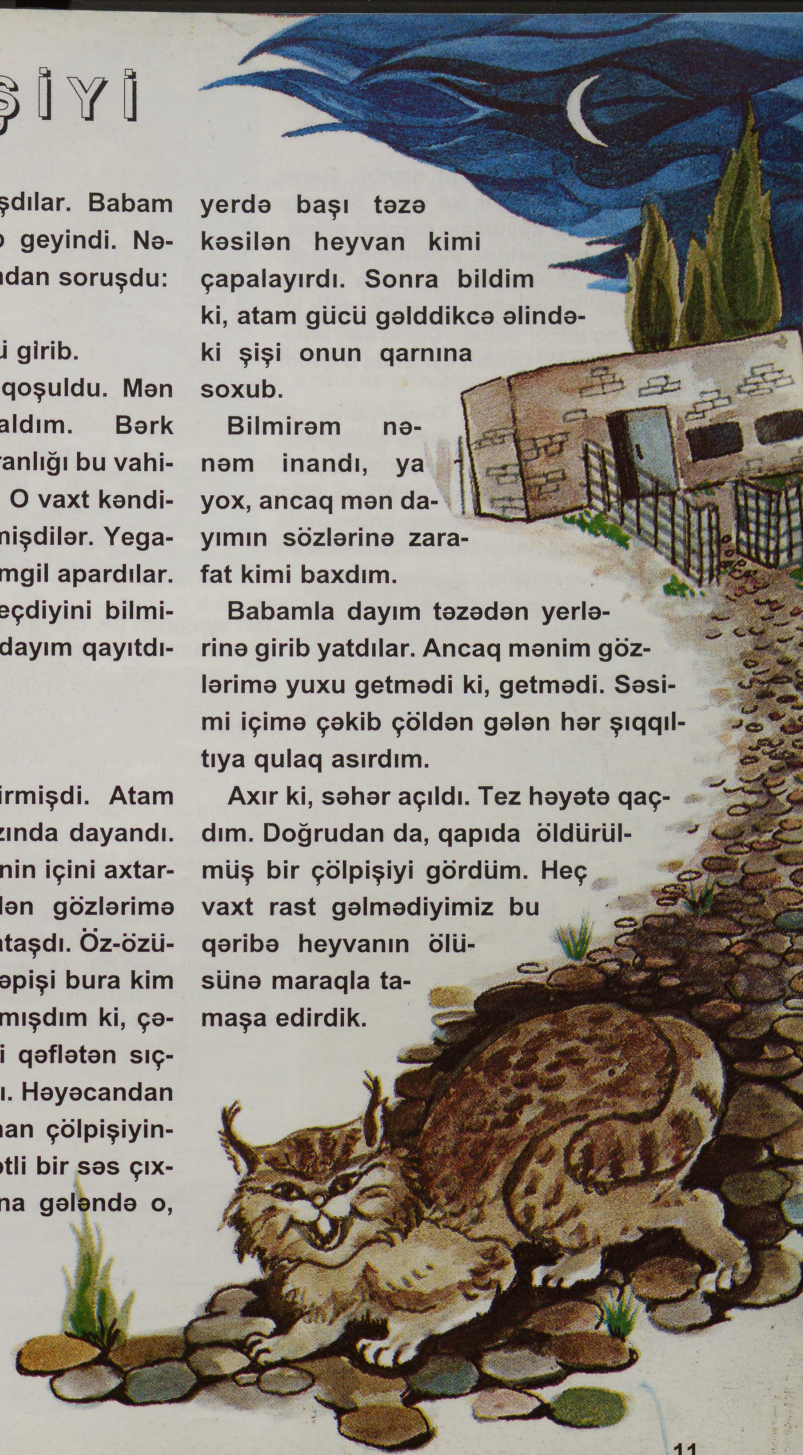 ŞİYİ
şdılar. Babam
geyindi. Nə-
ndan soruşdu:
girib.
qoşuldu. Mən
aldım. Bərk
ranlığı bu vahi-
O vaxt kəndi-
mişdilər. Yega-
mgil apardılar.
eçdiyini bilmi-
dayım qayıtdı-
irmişdi. Atam
zında dayandı.
nin içini axtar-
lən gözlərimə
ataşdı. Öz-özü-
əpişi bura kim
mışdım ki, çə-
i qəflətən sıç-
ı. Həyəcandan
man çölpişiyin-
ətli bir səs çıx-
na gələndə o,
yerdə başı təzə
kəsilən heyvan kimi
çapalayırdı. Sonra bildim
ki, atam gücü gəlddikcə əlində-
ki şişi onun qarnına
soxub.
Bilmirəm nə-
nəm inandı, ya
yox, ancaq mən da-
yımın sözlərinə zara-
fat kimi baxdım.
Babamla dayım təzədən yerlə-
rinə girib yatdılar. Ancaq mənim göz-
lərimə yuxu getmədi ki, getmədi. Səsi-
mi içimə çəkib çöldən gələn hər şıqqıl-
tıya qulaq asırdım.
Axır ki, səhər açıldı. Tez həyətə qaç-
dım. Doğrudan da, qapıda öldürül-
müş bir çölpişiyi gördüm. Heç
vaxt rast gəlmədiyimiz bu
qəribə heyvanın ölü-
sünə maraqla ta-
maşa edirdik.
11